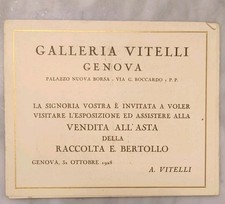 GALLERIA VITELLI
GENOVA
PALAZZO NUOVA BORSA : VIA G. BOCCARDO : P. P.
LA SIGNORIA VOSTRA È INVITATA A VOLER
VISITARE L'ESPOSIZIONE ED ASSISTERE ALLA
VENDITA ALL'ASTA
DELLA
RACCOLTA E. BERTOLLO
GENOVA, OTTOBRE
A. VITELLI